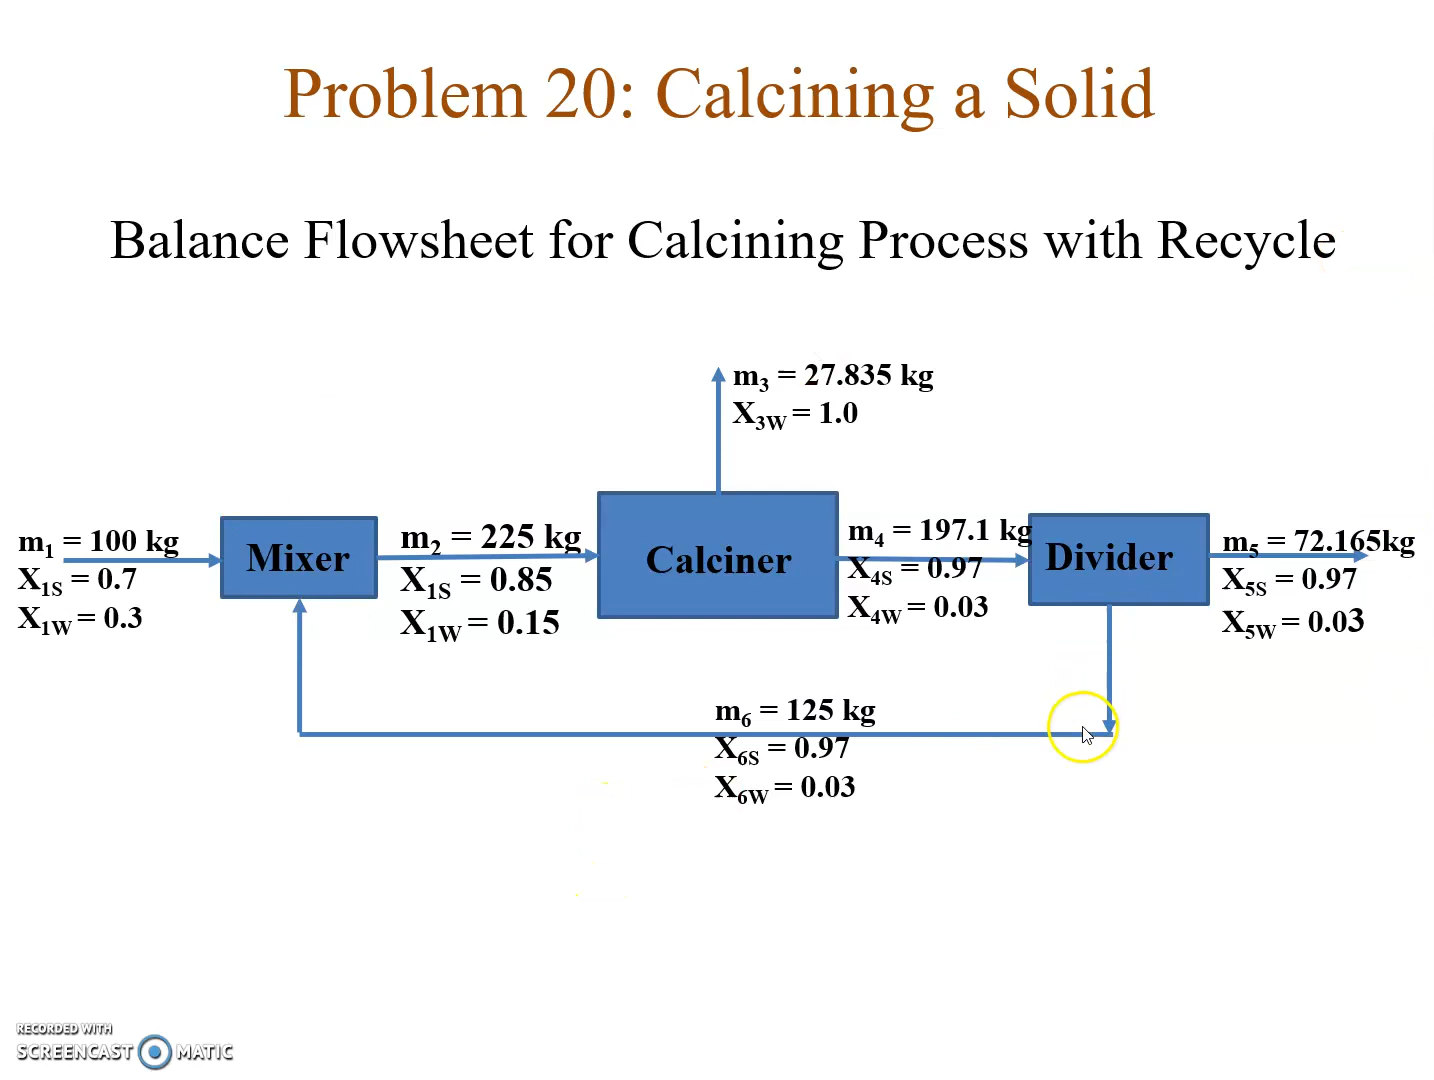 Problem 20: Calcining a Solid
Balance Flowsheet for Calcining Process with Recycle
m3 = 27.835 kg
X3W = 1.0
m1 = 100 kg
X1S = 0.7
X1W = 0.3
Mixer
m2 = 225 kg
X1S = 0.85
X1W = 0.15
Calciner
m4 = 197.1 kg
X4S = 0.97
X4W = 0.03
Divider
m5 = 72.165kg
X5S = 0.97
X5W = 0.03
m6 = 125 kg
X6S = 0.97
X6W = 0.03
RECORDED WITH
SCREENCAST MATIC